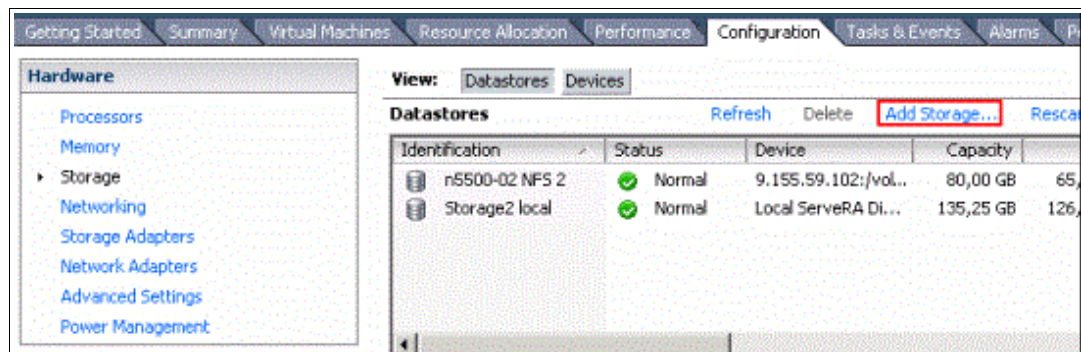 Getting Started Summary Virtual Machines Resource Allocation Performance Configuration Tasks & Events Alarms
Hardware
Processors
Memory
Storage
Networking
Storage Adapters
Network Adapters
Advanced Settings
Power Management
View: Datastores Devices
Datastores Refresh Delete Add Storage... Rescan
Identification Status Device Capacity
n5500-02 NFS 2 Normal 9.155.59.102:/vol... 80,00 GB 65,
Storage2 local Normal Local ServeRA Di... 135,25 GB 126,